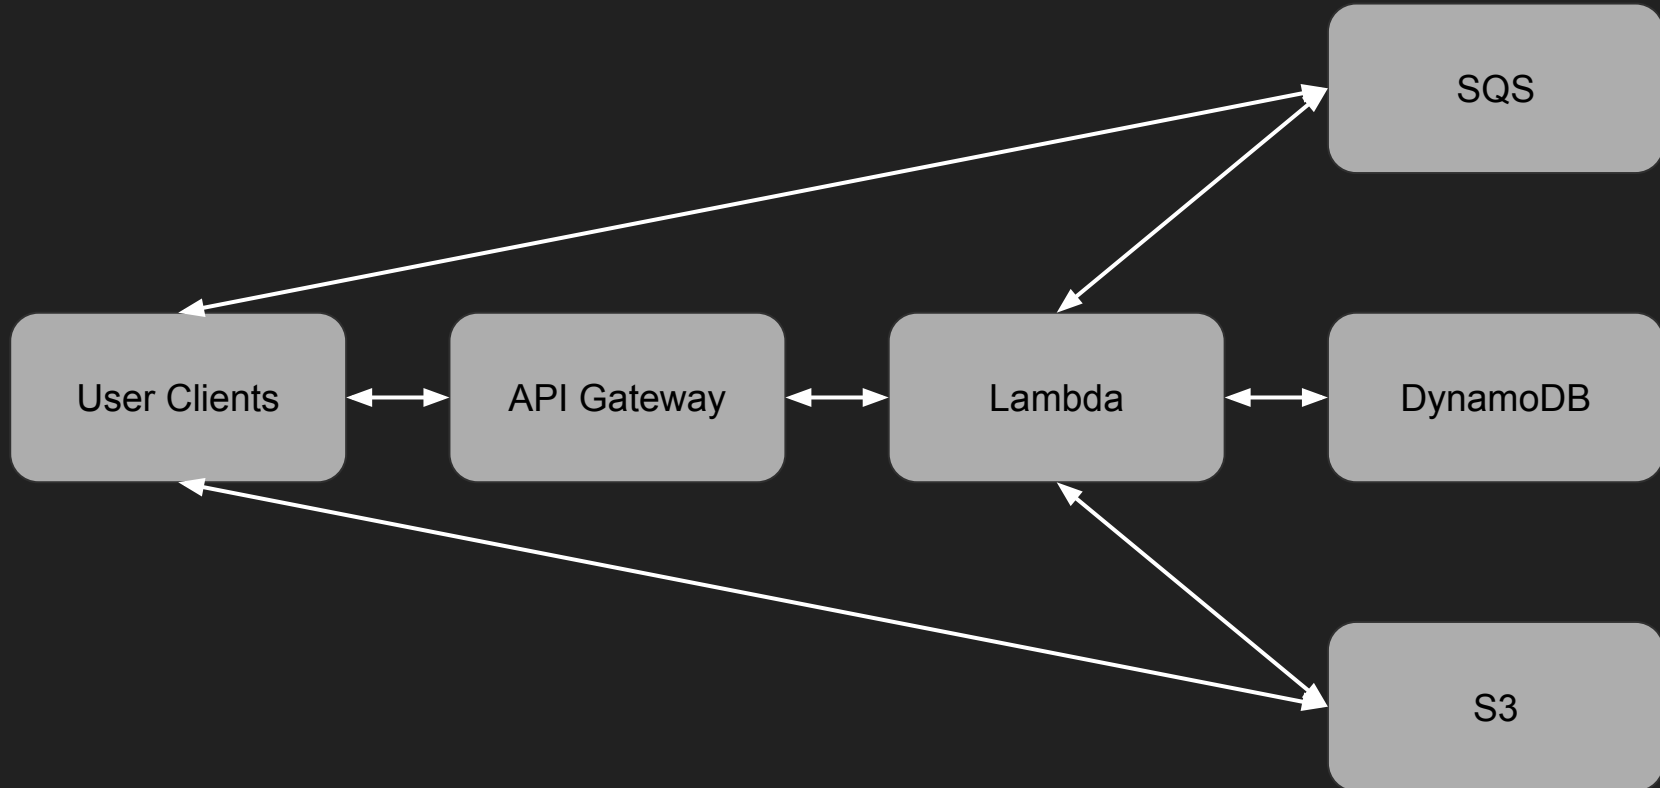 SQS
User Clients
API Gateway
Lambda
DynamoDB
S3